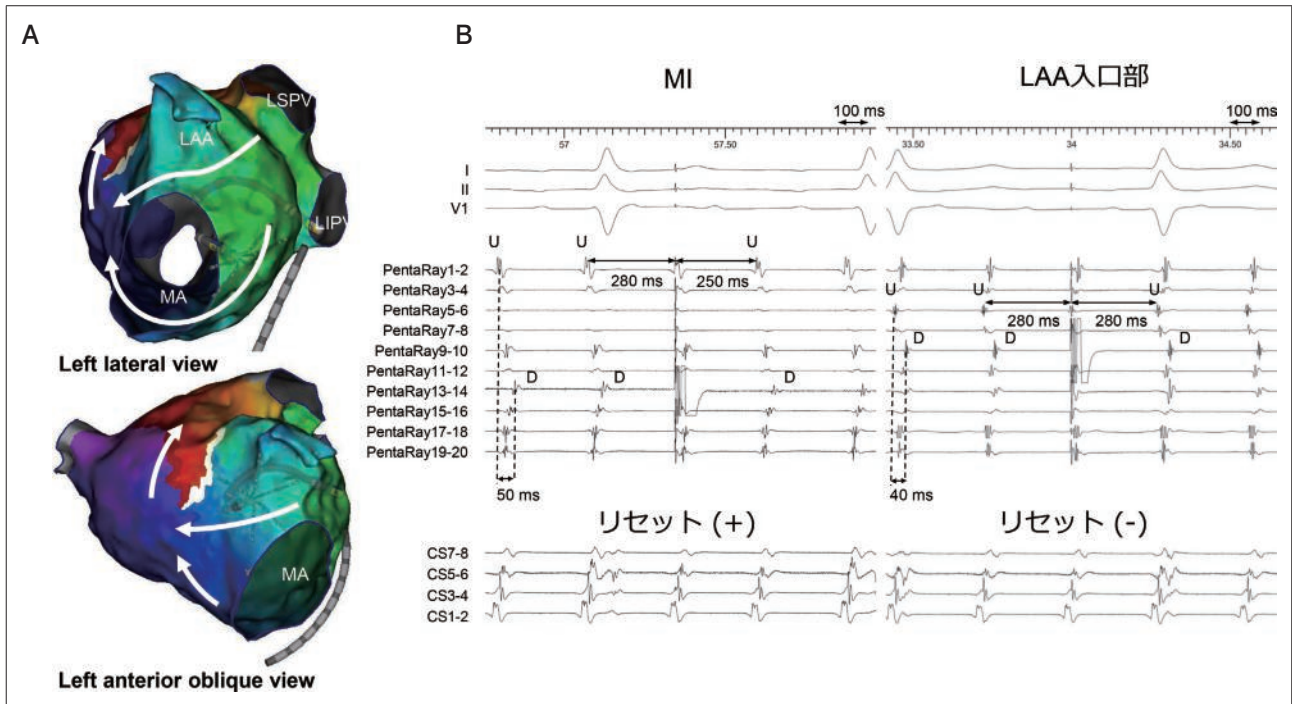 A
LSPV
LAA
LIPV
MA
Left lateral view
MA
Left anterior oblique view
B
MI
LAA入口部
100 ms
100 ms
57
57.50
33.50
34
34.50
I
II
V1
U
U
U
PentaRay1-2
PentaRay3-4
PentaRay5-6
PentaRay7-8
PentaRay9-10
PentaRay11-12
PentaRay13-14
PentaRay15-16
PentaRay17-18
PentaRay19-20
280 ms
250 ms
D
D
D
50 ms
U
U
U
280 ms
280 ms
D
D
D
40 ms
リセット (+)
リセット (-)
CS7-8
CS5-6
CS3-4
CS1-2